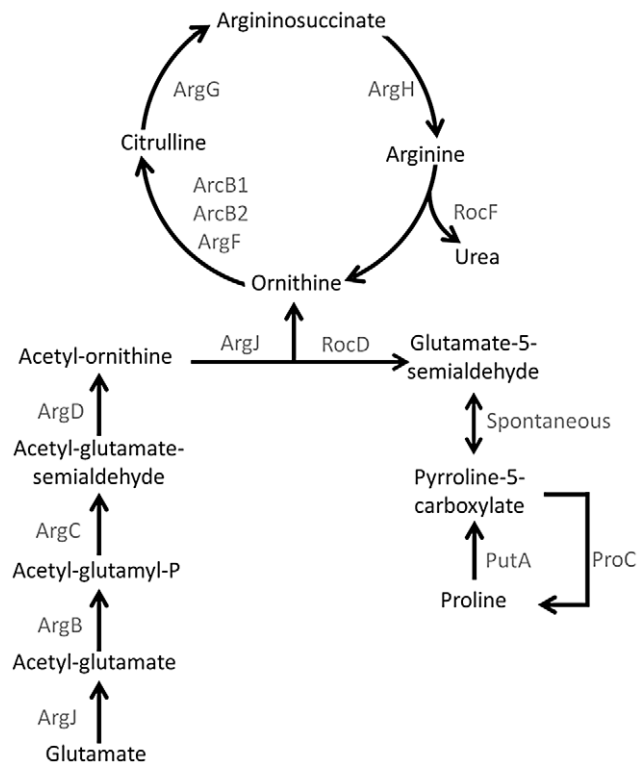 Argininosuccinate
ArgG
ArgH
Citrulline
Arginine
ArcB1
ArcB2
ArgF
RocF
Urea
Ornithine
Acetyl-ornithine
ArgJ
RocD
Glutamate-5-
semialdehyde
ArgD
Spontaneous
Acetyl-glutamate-
semialdehyde
Pyrroline-5-
carboxylate
ArgC
PutA
ProC
Acetyl-glutamyl-P
Proline
ArgB
Acetyl-glutamate
ArgJ
Glutamate